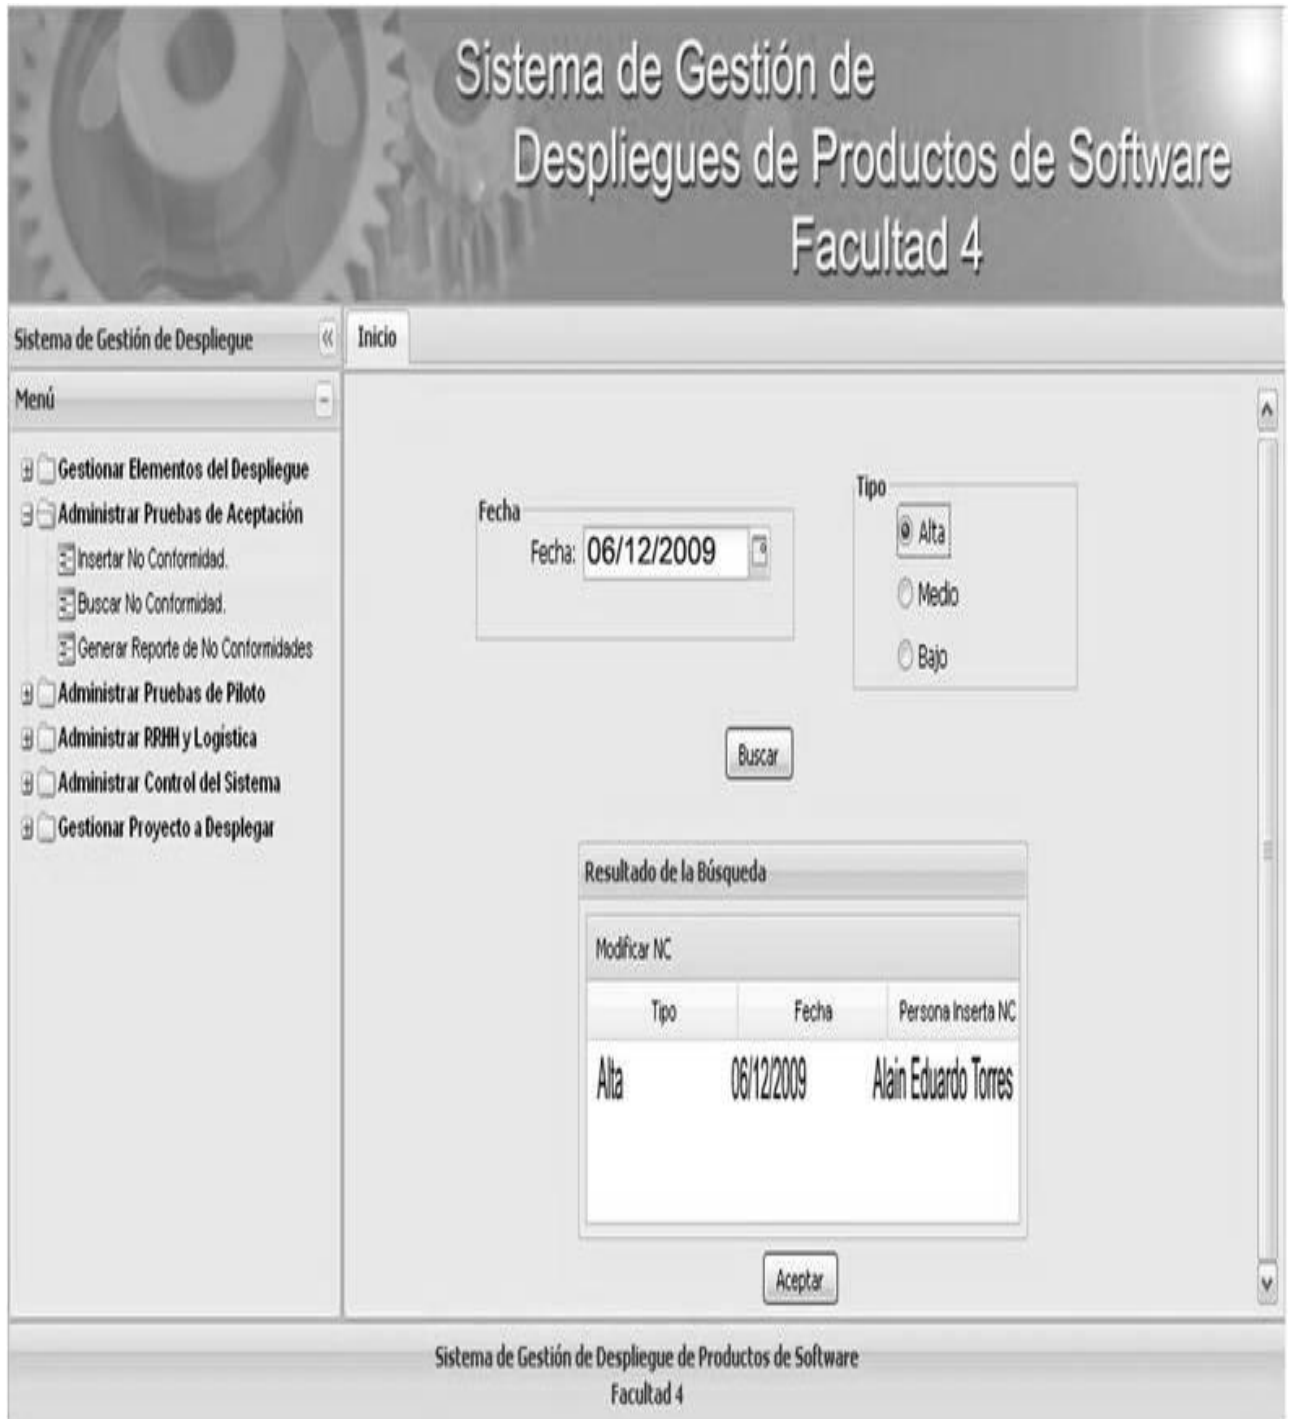 Sistema de Gestión de
Despliegues de Productos de Software
Facultad 4
Sistema de Gestión de Despliegue
Inicio
Menú
Gestionar Elementos del Despliegue
Administrar Pruebas de Aceptación
Insertar No Conformidad.
Buscar No Conformidad.
Generar Reporte de No Conformidades
Administrar Pruebas de Piloto
Administrar RRHH y Logística
Administrar Control del Sistema
Gestionar Proyecto a Desplegar
Fecha
Fecha: 06/12/2009
Tipo
Alta
Medio
Bajo
Buscar
Resultado de la Búsqueda
Modificar NC
Tipo Fecha Persona Inserta NC
Alta 06/12/2009 Alain Eduardo Torres
Aceptar
Sistema de Gestión de Despliegue de Productos de Software
Facultad 4